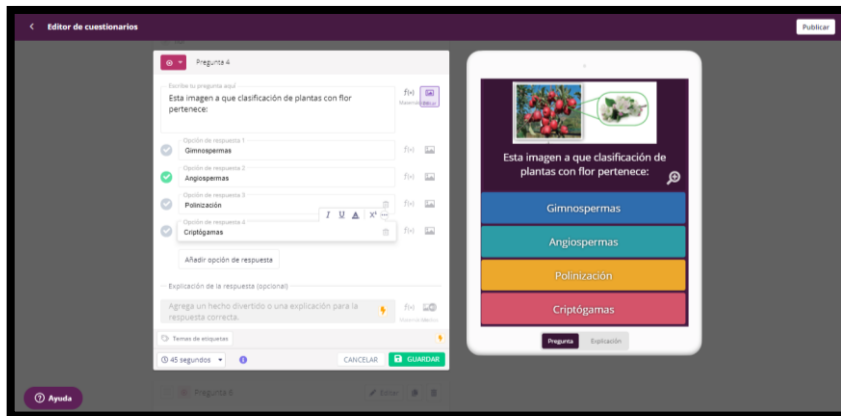 Editor de cuestionarios
Publicar
Pregunta 4
Escribe tu pregunta aquí
Esta imagen a que clasificación de plantas con flor
pertenece:
f(x)
Opción de respuesta 1
Gimnospermas
f(x)
Opción de respuesta 2
Angiospermas
f(x)
Opción de respuesta 3
Polinización
f(x)
I U A X²
Opción de respuesta 4
Criptógamas
f(x)
Añadir opción de respuesta
Explicación de la respuesta (opcional)
Agrega un hecho divertido o una explicación para la
respuesta correcta.
f(x)
Temas de etiquetas
45 segundos
CANCELAR
GUARDAR
Pregunta 6
Editar
Ayuda
Esta imagen a que clasificación de
plantas con flor pertenece:
Gimnospermas
Angiospermas
Polinización
Criptógamas
Pregunta
Explicación